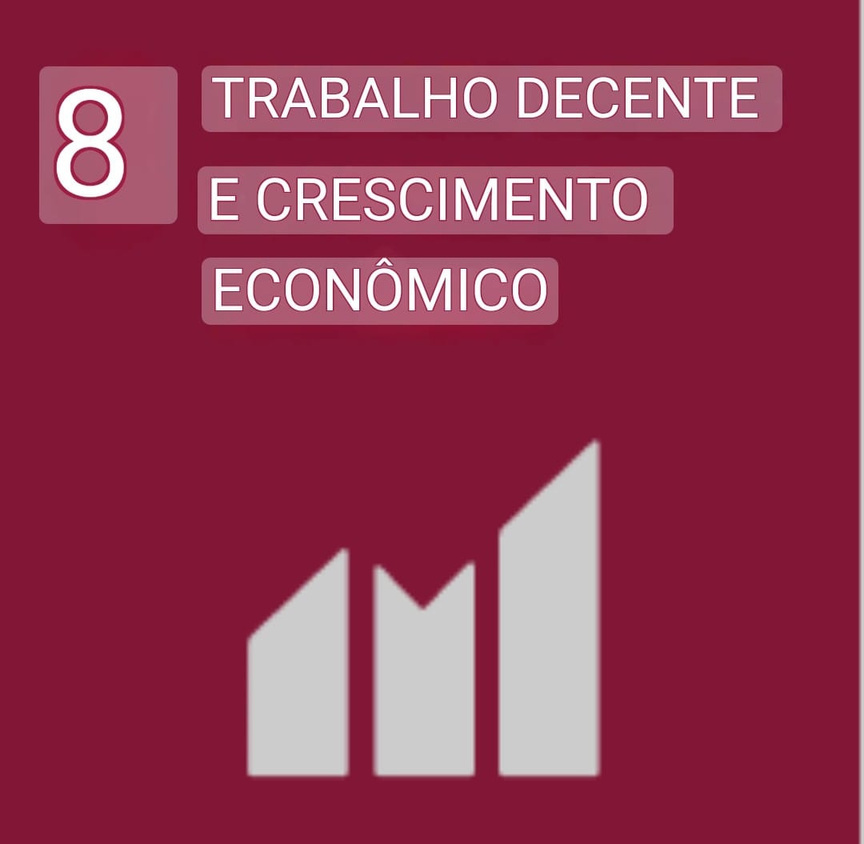 8
TRABALHO DECENTE
E CRESCIMENTO
ECONÔMICO